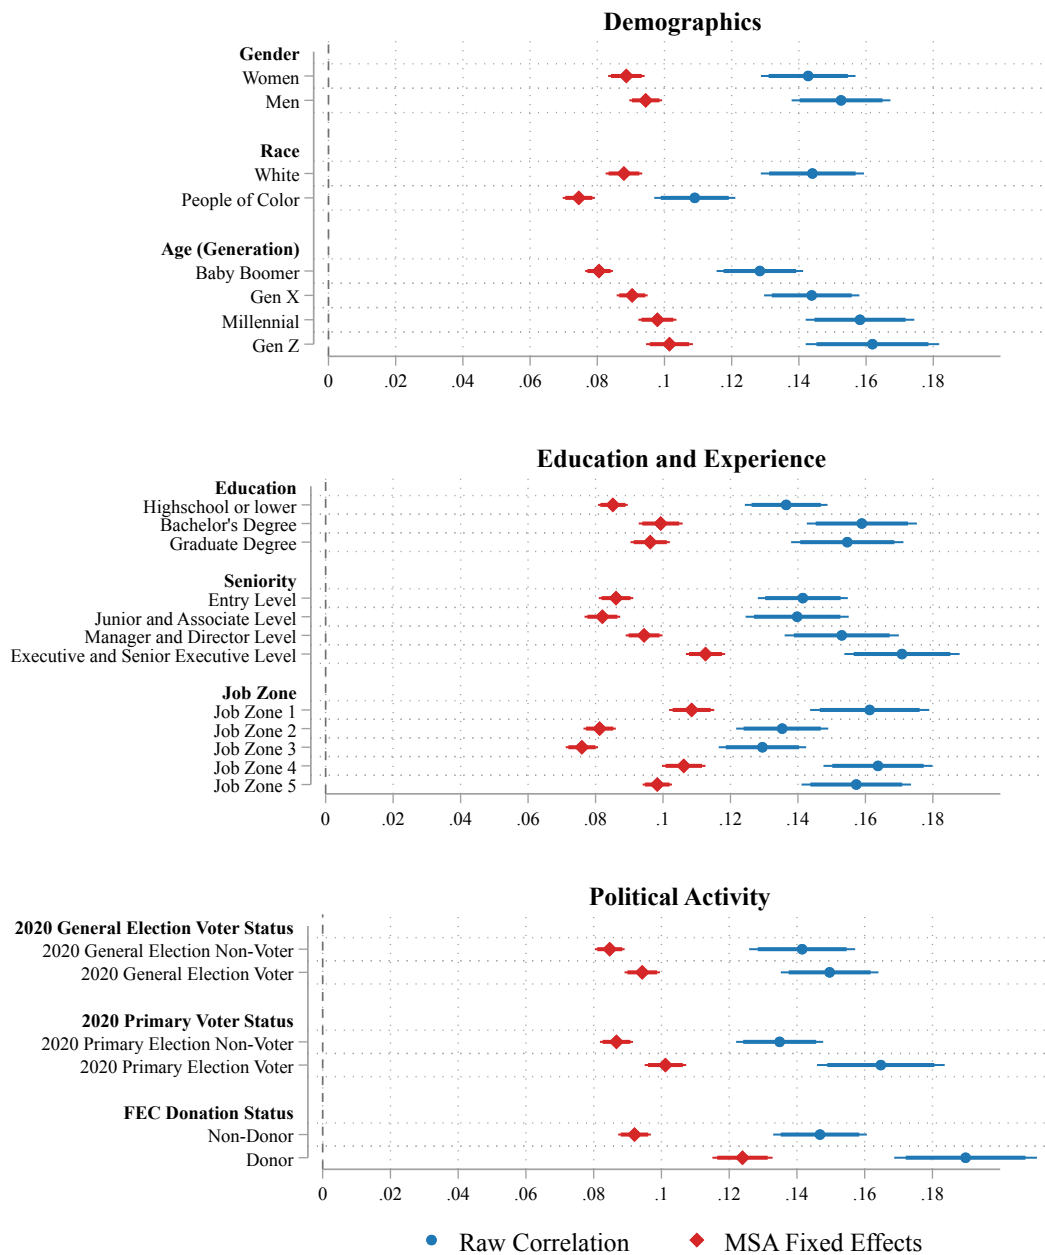 Demographics
Gender
Women
Men
Race
White
People of Color
Age (Generation)
Baby Boomer
Gen X
Millennial
Gen Z
0 .02 .04 .06 .08 .1 .12 .14 .16 .18
Education and Experience
Education
Highschool or lower
Bachelor's Degree
Graduate Degree
Seniority
Entry Level
Junior and Associate Level
Manager and Director Level
Executive and Senior Executive Level
Job Zone
Job Zone 1
Job Zone 2
Job Zone 3
Job Zone 4
Job Zone 5
0 .02 .04 .06 .08 .1 .12 .14 .16 .18
Political Activity
2020 General Election Voter Status
2020 General Election Non-Voter
2020 General Election Voter
2020 Primary Voter Status
2020 Primary Election Non-Voter
2020 Primary Election Voter
FEC Donation Status
Non-Donor
Donor
0 .02 .04 .06 .08 .1 .12 .14 .16 .18
Raw Correlation MSA Fixed Effects